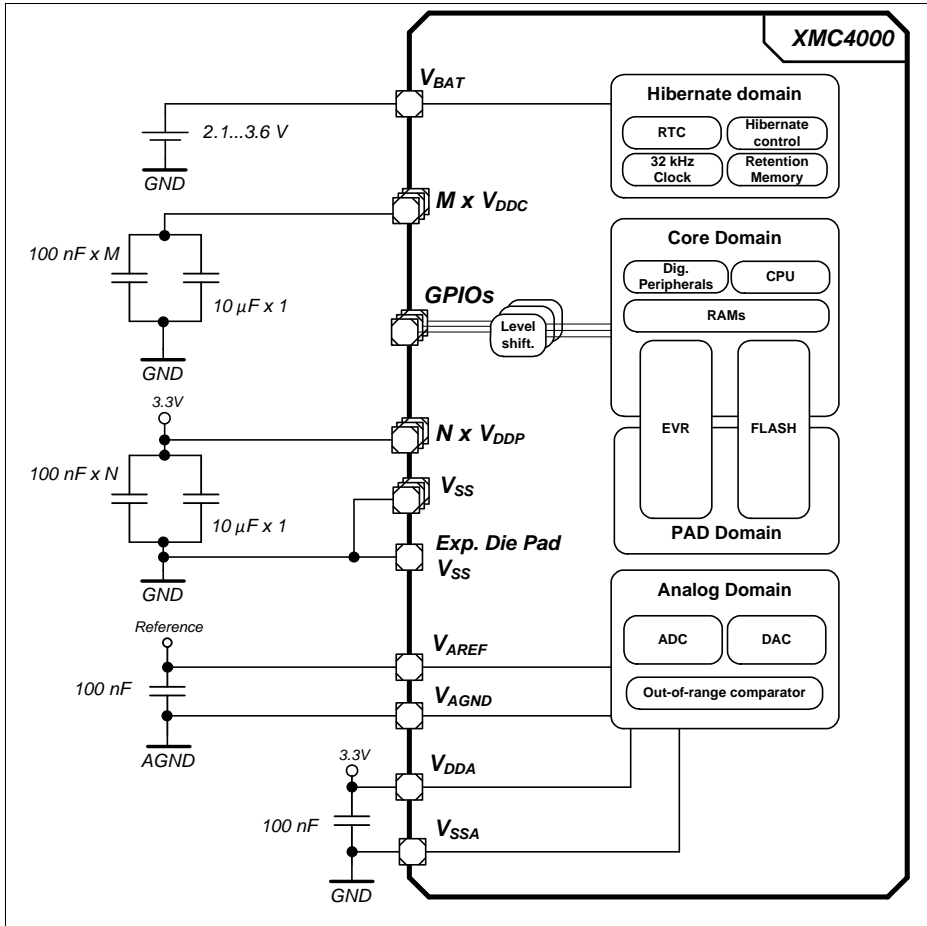 XMC4000
VBAT
2.1...3.6 V
GND
Hibernate domain
RTC
Hibernate
control
32 kHz
Clock
Retention
Memory
M x VDDC
100 nF x M
10 µF x 1
GND
Core Domain
Dig.
Peripherals
CPU
RAMs
GPIOs
Level
shift.
EVR
FLASH
PAD Domain
3.3V
N x VDDP
100 nF x N
10 µF x 1
VSS
Exp. Die Pad
VSS
GND
Analog Domain
ADC
DAC
Out-of-range comparator
Reference
VAREF
100 nF
VAGND
AGND
3.3V
VDDA
100 nF
VSSA
GND